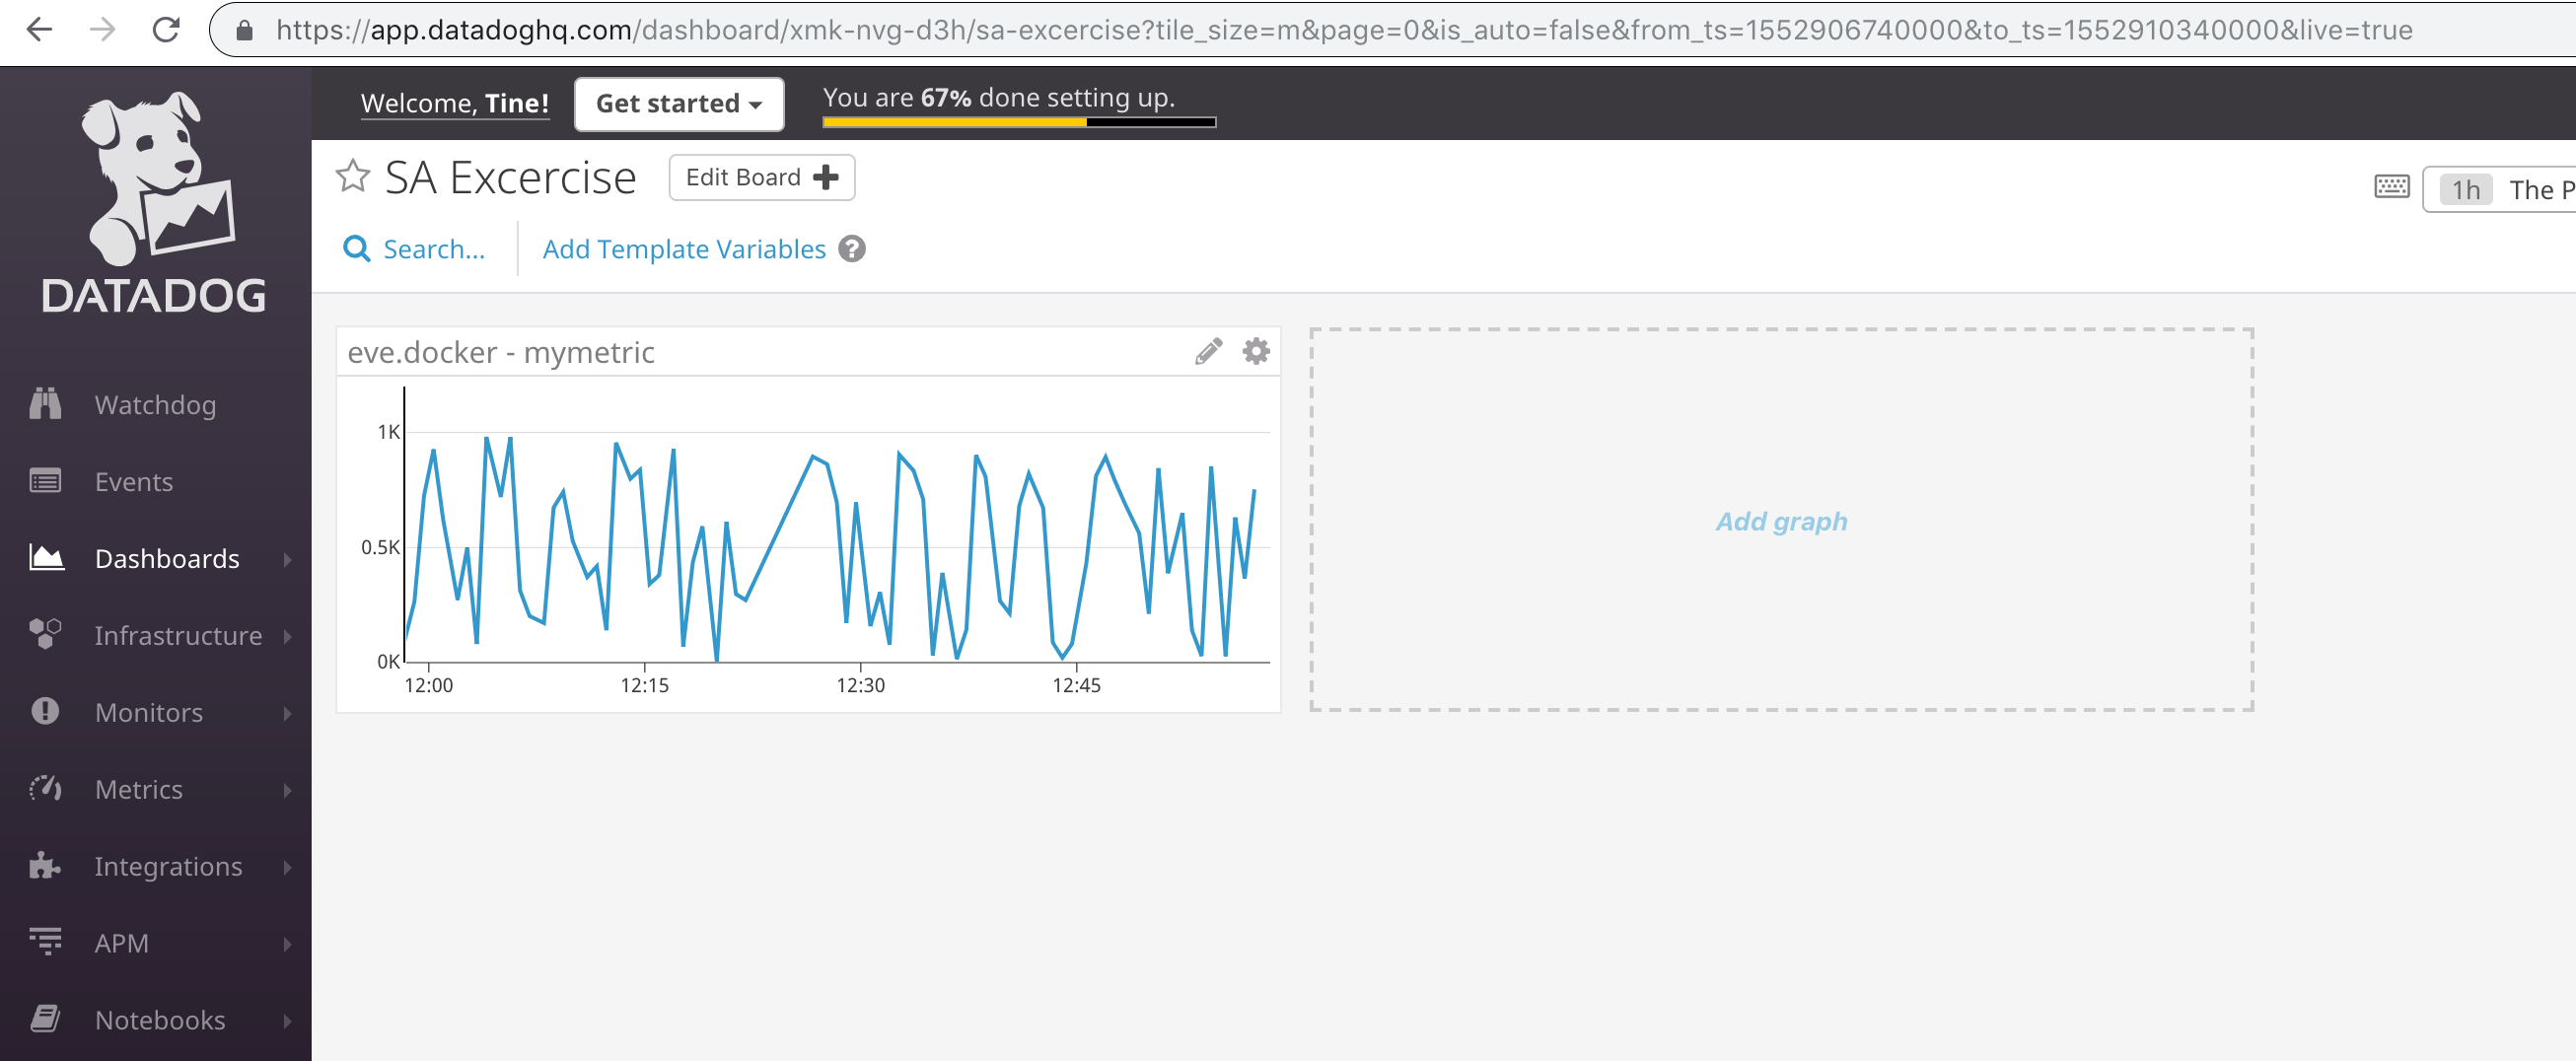 https://app.datadoghq.com/dashboard/xmk-nvg-d3h/sa-excercise?tile_size=m&page=0&is_auto=false&from_ts=1552906740000&to_ts=1552910340000&live=true
Welcome, Tine!
Get started
You are 67% done setting up.
DATADOG
Watchdog
Events
Dashboards
Infrastructure
Monitors
Metrics
Integrations
APM
Notebooks
SA Excercise
Edit Board
1h The P
Search...
Add Template Variables ?
eve.docker - mymetric
1K
0.5K
0K
12:00 12:15 12:30 12:45
Add graph